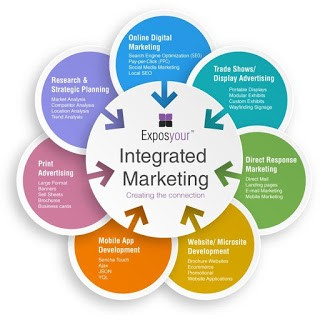 Online Digital
Marketing
Search Engine Optimization (SEO)
Pay-per-Click (PPC)
Social Media Marketing
Local SEO
Trade Shows/
Display Advertising
Portable Displays
Modular Exhibits
Custom Exhibits
Wayfinding Signage
Direct Response
Marketing
Direct Mail
Landing pages
E-mail Marketing
Mobile Marketing
Website/ Microsite
Development
Brochure Websites
Ecommerce
Promotional
Website Applications
Mobile App
Development
Sencha Touch
Ajax
JSON
YQL
Print
Advertising
Large Format
Banners
Sell Sheets
Brochures
Business cards
Research &
Strategic Planning
Market Analysis
Competitor Analysis
Location Analysis
Trend Analysis
Exposyour™
Integrated
Marketing
Creating the connection